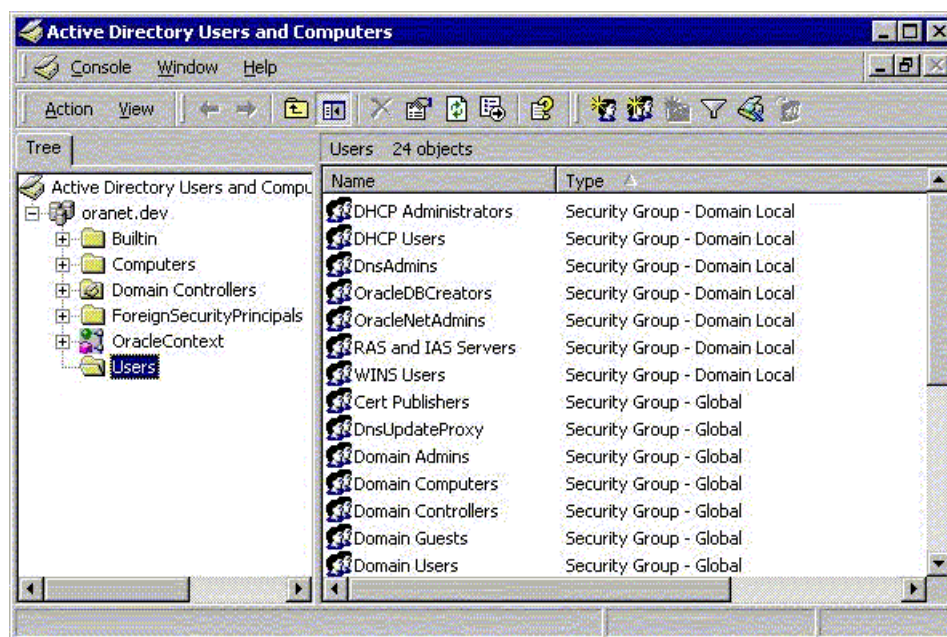 Active Directory Users and Computers
Console Window Help
Action View
Tree
Users 24 objects
Active Directory Users and Compu
oranet.dev
Builtin
Computers
Domain Controllers
ForeignSecurityPrincipals
OracleContext
Users
Name Type
DHCP Administrators Security Group - Domain Local
DHCP Users Security Group - Domain Local
DnsAdmins Security Group - Domain Local
OracleDBCreators Security Group - Domain Local
OracleNetAdmins Security Group - Domain Local
RAS and IAS Servers Security Group - Domain Local
WINS Users Security Group - Domain Local
Cert Publishers Security Group - Global
DnsUpdateProxy Security Group - Global
Domain Admins Security Group - Global
Domain Computers Security Group - Global
Domain Controllers Security Group - Global
Domain Guests Security Group - Global
Domain Users Security Group - Global